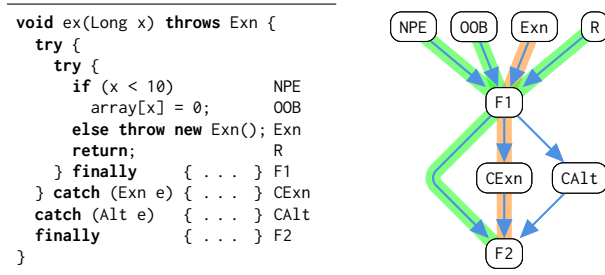 void ex(Long x) throws Exn {
try {
try {
if (x < 10) NPE
array[x] = 0; OOB
else throw new Exn(); Exn
return; R
} finally { ... } F1
} catch (Exn e) { ... } CExn
catch (Alt e) { ... } CAlt
finally { ... } F2
}
NPE OOB Exn R
F1
CExn CAlt
F2